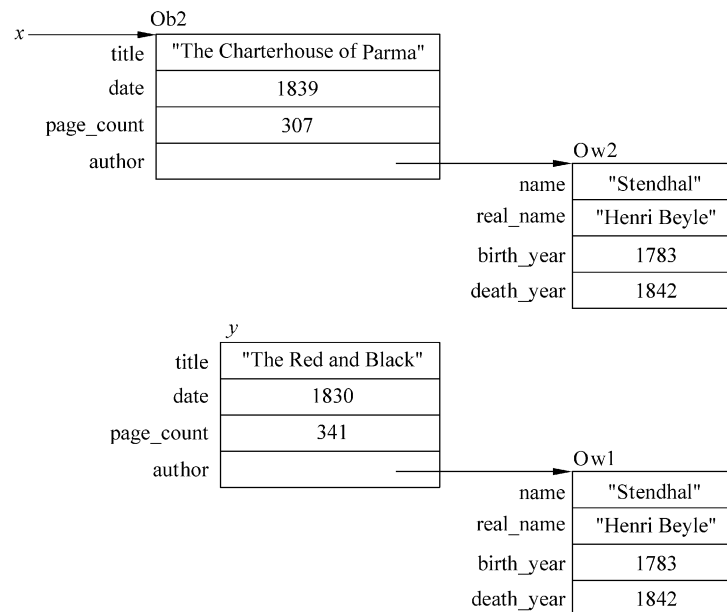 Ob2
x
title "The Charterhouse of Parma"
date 1839
page_count 307
author
Ow2
name "Stendhal"
real_name "Henri Beyle"
birth_year 1783
death_year 1842
y
title "The Red and Black"
date 1830
page_count 341
author
Ow1
name "Stendhal"
real_name "Henri Beyle"
birth_year 1783
death_year 1842